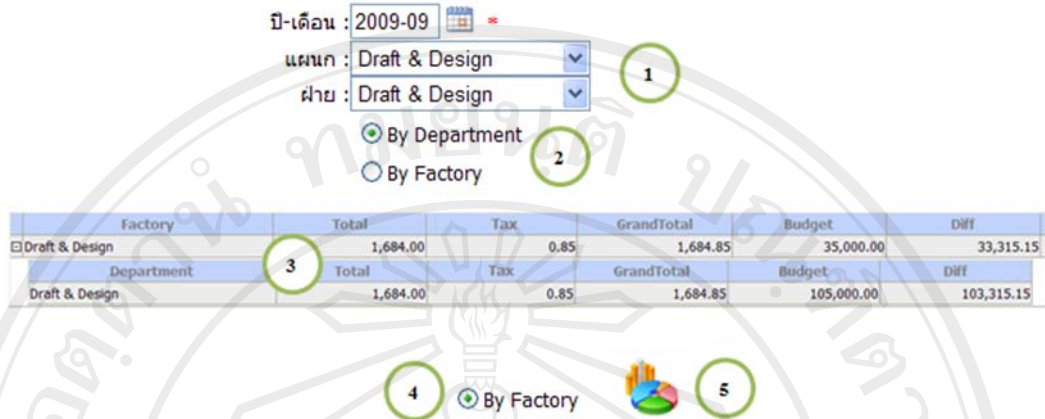 ปี-เดือน : 2009-09 *
แผนก : Draft & Design
ฝ่าย : Draft & Design
1
By Department
By Factory
2
Factory Total Tax GrandTotal Budget Diff
Draft & Design 1,684.00 0.85 1,684.85 35,000.00 33,315.15
3
Department Total Tax GrandTotal Budget Diff
Draft & Design 1,684.00 0.85 1,684.85 105,000.00 103,315.15
4 By Factory 5